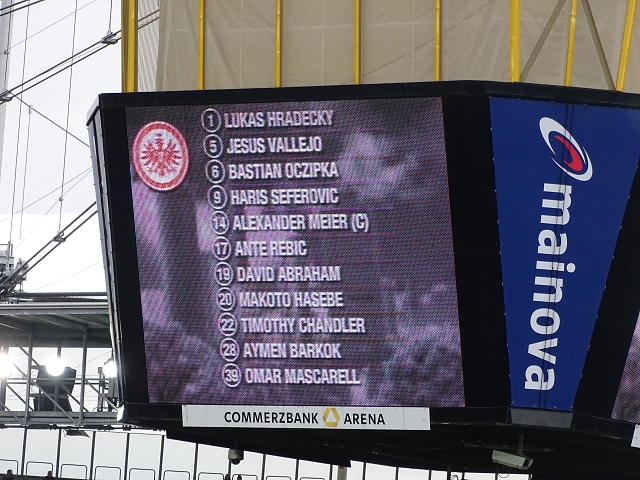 1 LUKAS HRADECKY
5 JESUS VALLEJO
6 BASTIAN OCZIPKA
9 HARIS SEFEROVIC
14 ALEXANDER MEIER (C)
17 ANTE REBIC
19 DAVID ABRAHAM
20 MAKOTO HASEBE
22 TIMOTHY CHANDLER
28 AYMEN BARKOK
39 OMAR MASCARELL
COMMERZBANK ARENA
mainova